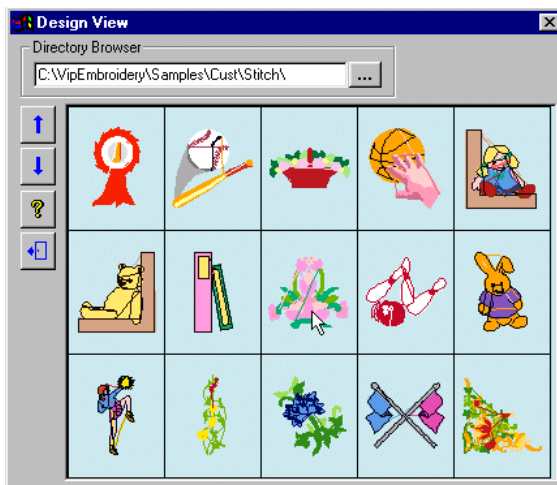 Design View
Directory Browser
C:\VipEmbroidery\Samples\Cust\Stitch\
...
?